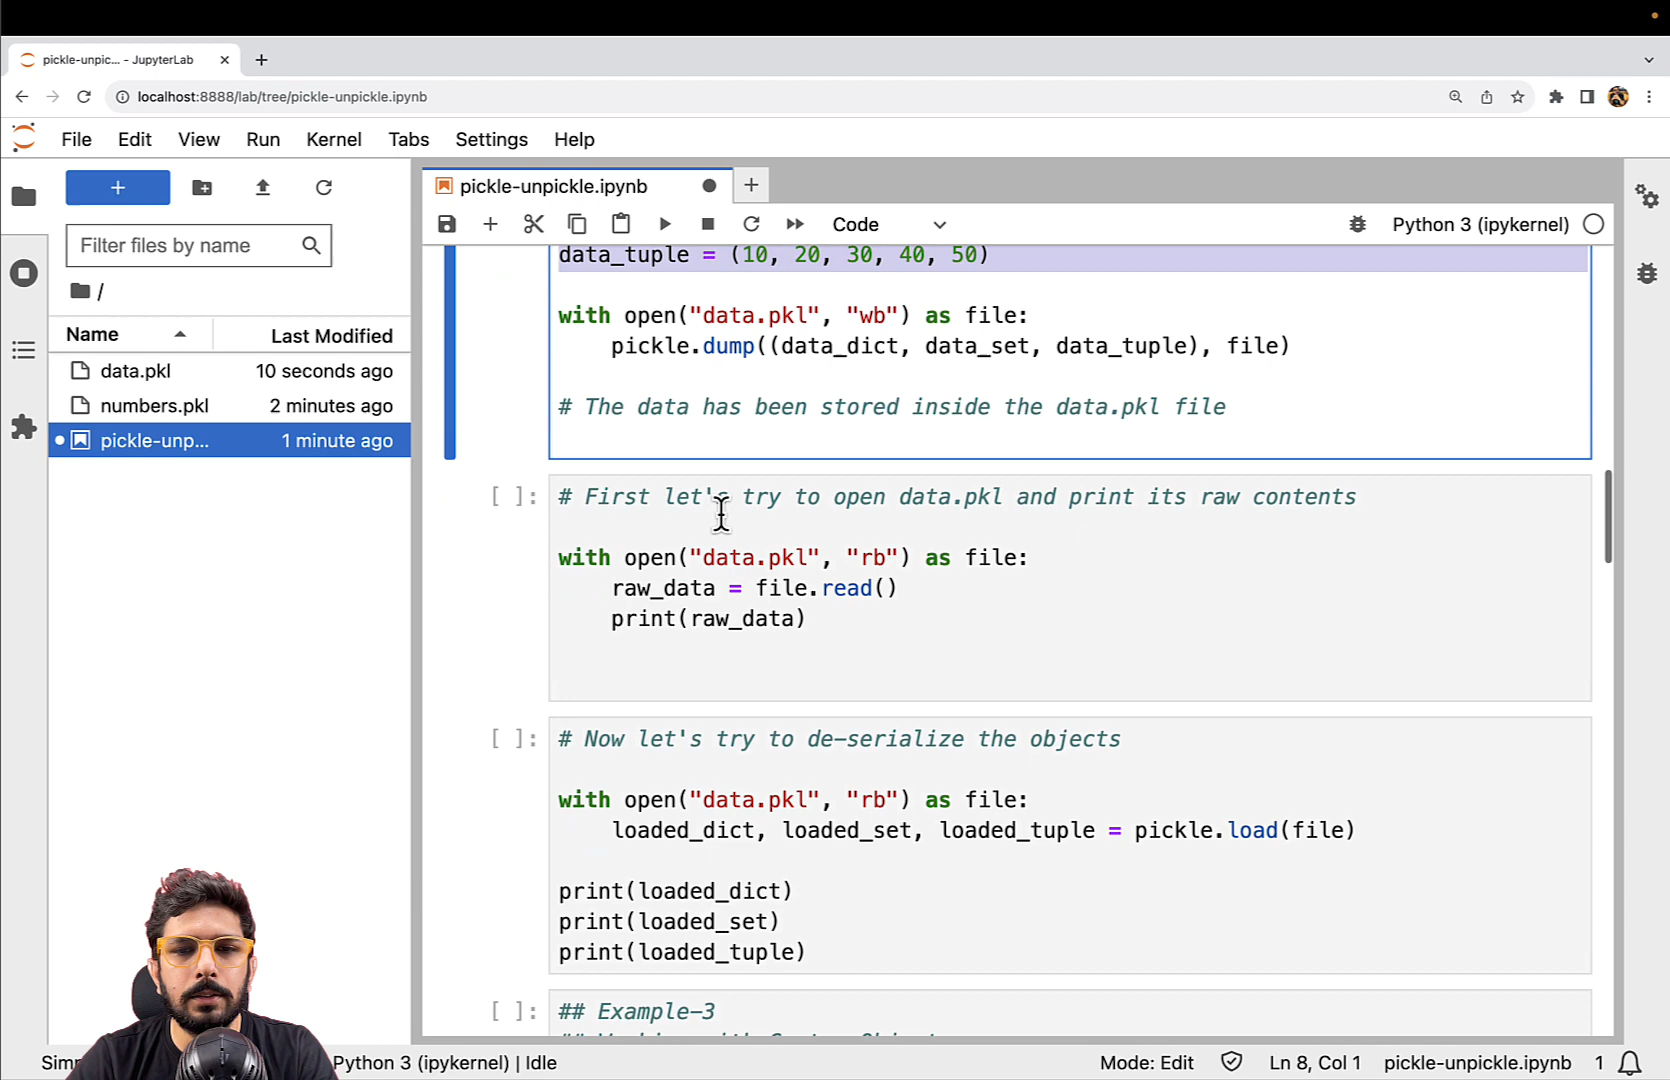 pickle-unpic... - JupyterLab
localhost:8888/lab/tree/pickle-unpickle.ipynb
File Edit View Run Kernel Tabs Settings Help
Filter files by name
/
Name Last Modified
data.pkl 10 seconds ago
numbers.pkl 2 minutes ago
pickle-unp... 1 minute ago
pickle-unpickle.ipynb
Code Python 3 (ipykernel)
data_tuple = (10, 20, 30, 40, 50)
with open("data.pkl", "wb") as file:
pickle.dump((data_dict, data_set, data_tuple), file)
# The data has been stored inside the data.pkl file
[ ]: # First let's try to open data.pkl and print its raw contents
with open("data.pkl", "rb") as file:
raw_data = file.read()
print(raw_data)
[ ]: # Now let's try to de-serialize the objects
with open("data.pkl", "rb") as file:
loaded_dict, loaded_set, loaded_tuple = pickle.load(file)
print(loaded_dict)
print(loaded_set)
print(loaded_tuple)
[ ]: ## Example-3
Python 3 (ipykernel) | Idle Mode: Edit Ln 8, Col 1 pickle-unpickle.ipynb 1